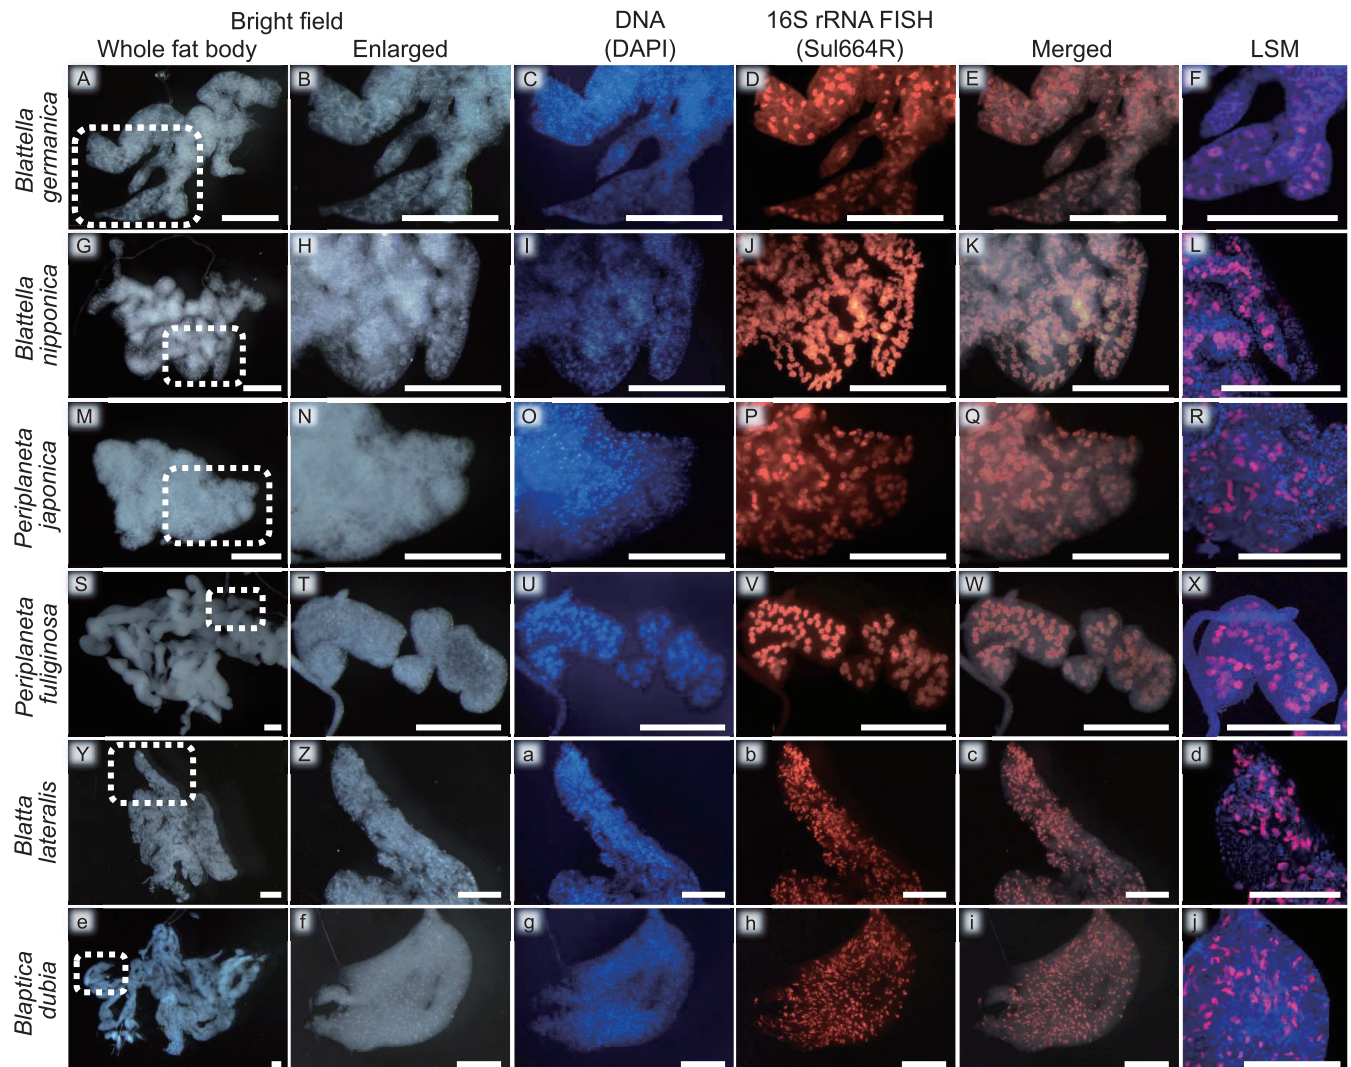 Bright field
Whole fat body
Enlarged
DNA
(DAPI)
16S rRNA FISH
(Sul664R)
Merged
LSM
Blattella
germanica
A
B
C
D
E
F
Blattella
nipponica
G
H
I
J
K
L
Periplaneta
japonica
M
N
O
P
Q
R
Periplaneta
fuliginosa
S
T
U
V
W
X
Blatta
lateralis
Y
Z
a
b
c
d
Blaptica
dubia
e
f
g
h
i
j